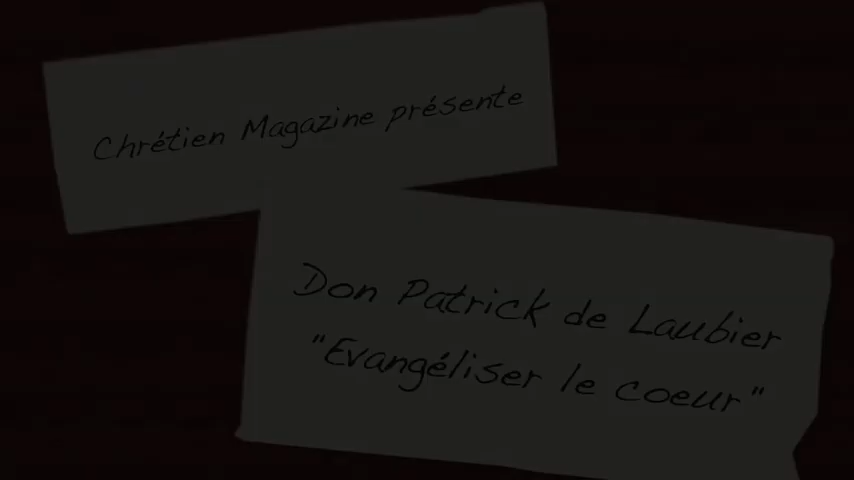 Chrétien Magazine présente
Don Patrick de Laubier
"Evangéliser le coeur"